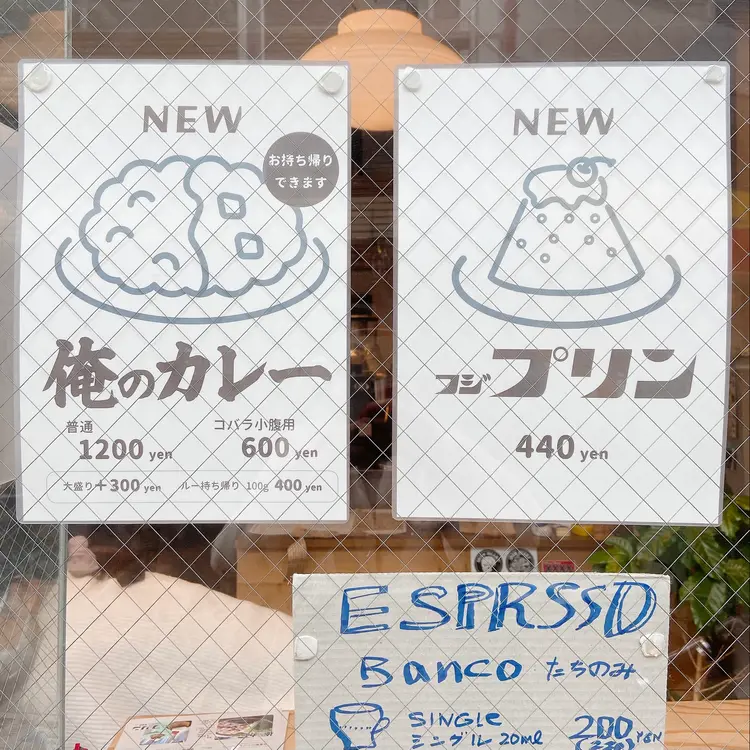 NEW
お持ち帰り
できます
俺のカレー
普通
1200 yen
コバラ小腹用
600 yen
大盛り+300 yen
ルー持ち帰り 100g 400 yen
NEW
フジプリン
440 yen
ESPRSSO
Banco たちのみ
SINGLE
シングル 20ml
200 YEN